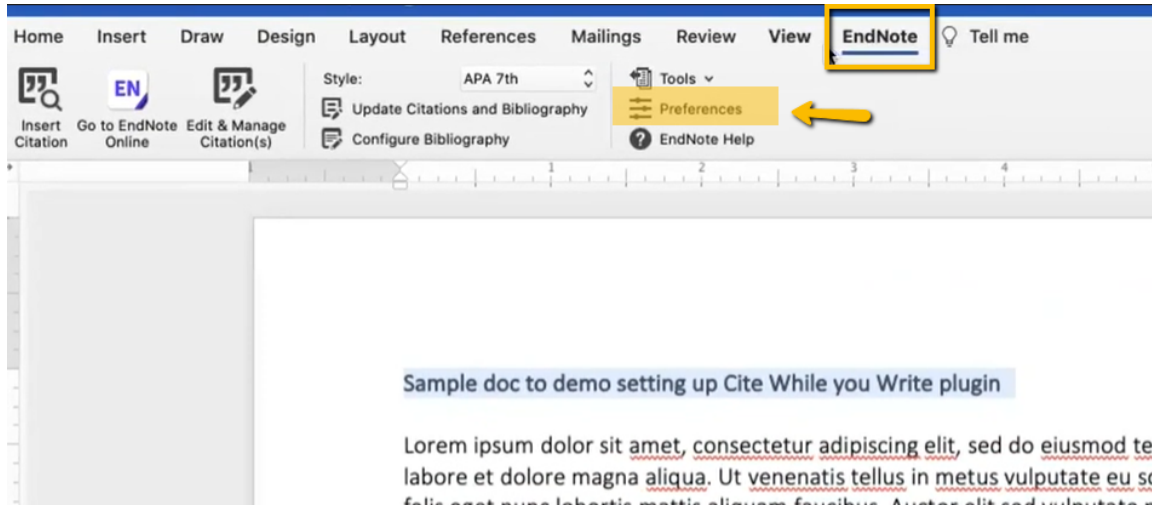 Home Insert Draw Design Layout References Mailings Review View EndNote Tell me
Insert Citation
EN
Go to EndNote Online
Edit & Manage Citation(s)
Style: APA 7th
Update Citations and Bibliography
Configure Bibliography
Tools
Preferences
EndNote Help
1 1 2 3 4
Sample doc to demo setting up Cite While you Write plugin
Lorem ipsum dolor sit amet, consectetur adipiscing elit, sed do eiusmod te
labore et dolore magna aliqua. Ut venenatis tellus in metus vulputate eu sc